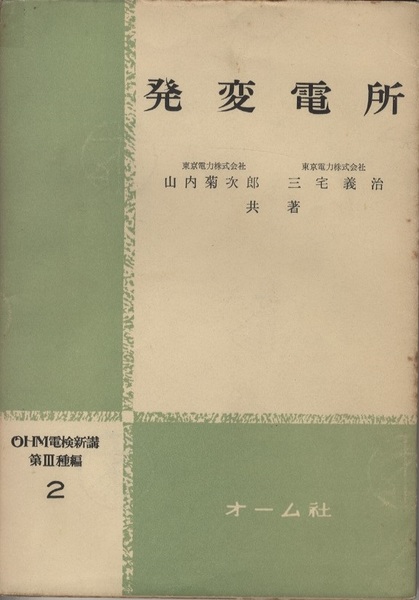 発変電所
東京電力株式会社 東京電力株式会社
山内菊次郎 三宅義治
共著
OHM電検新講
第III種編
2
オーム社